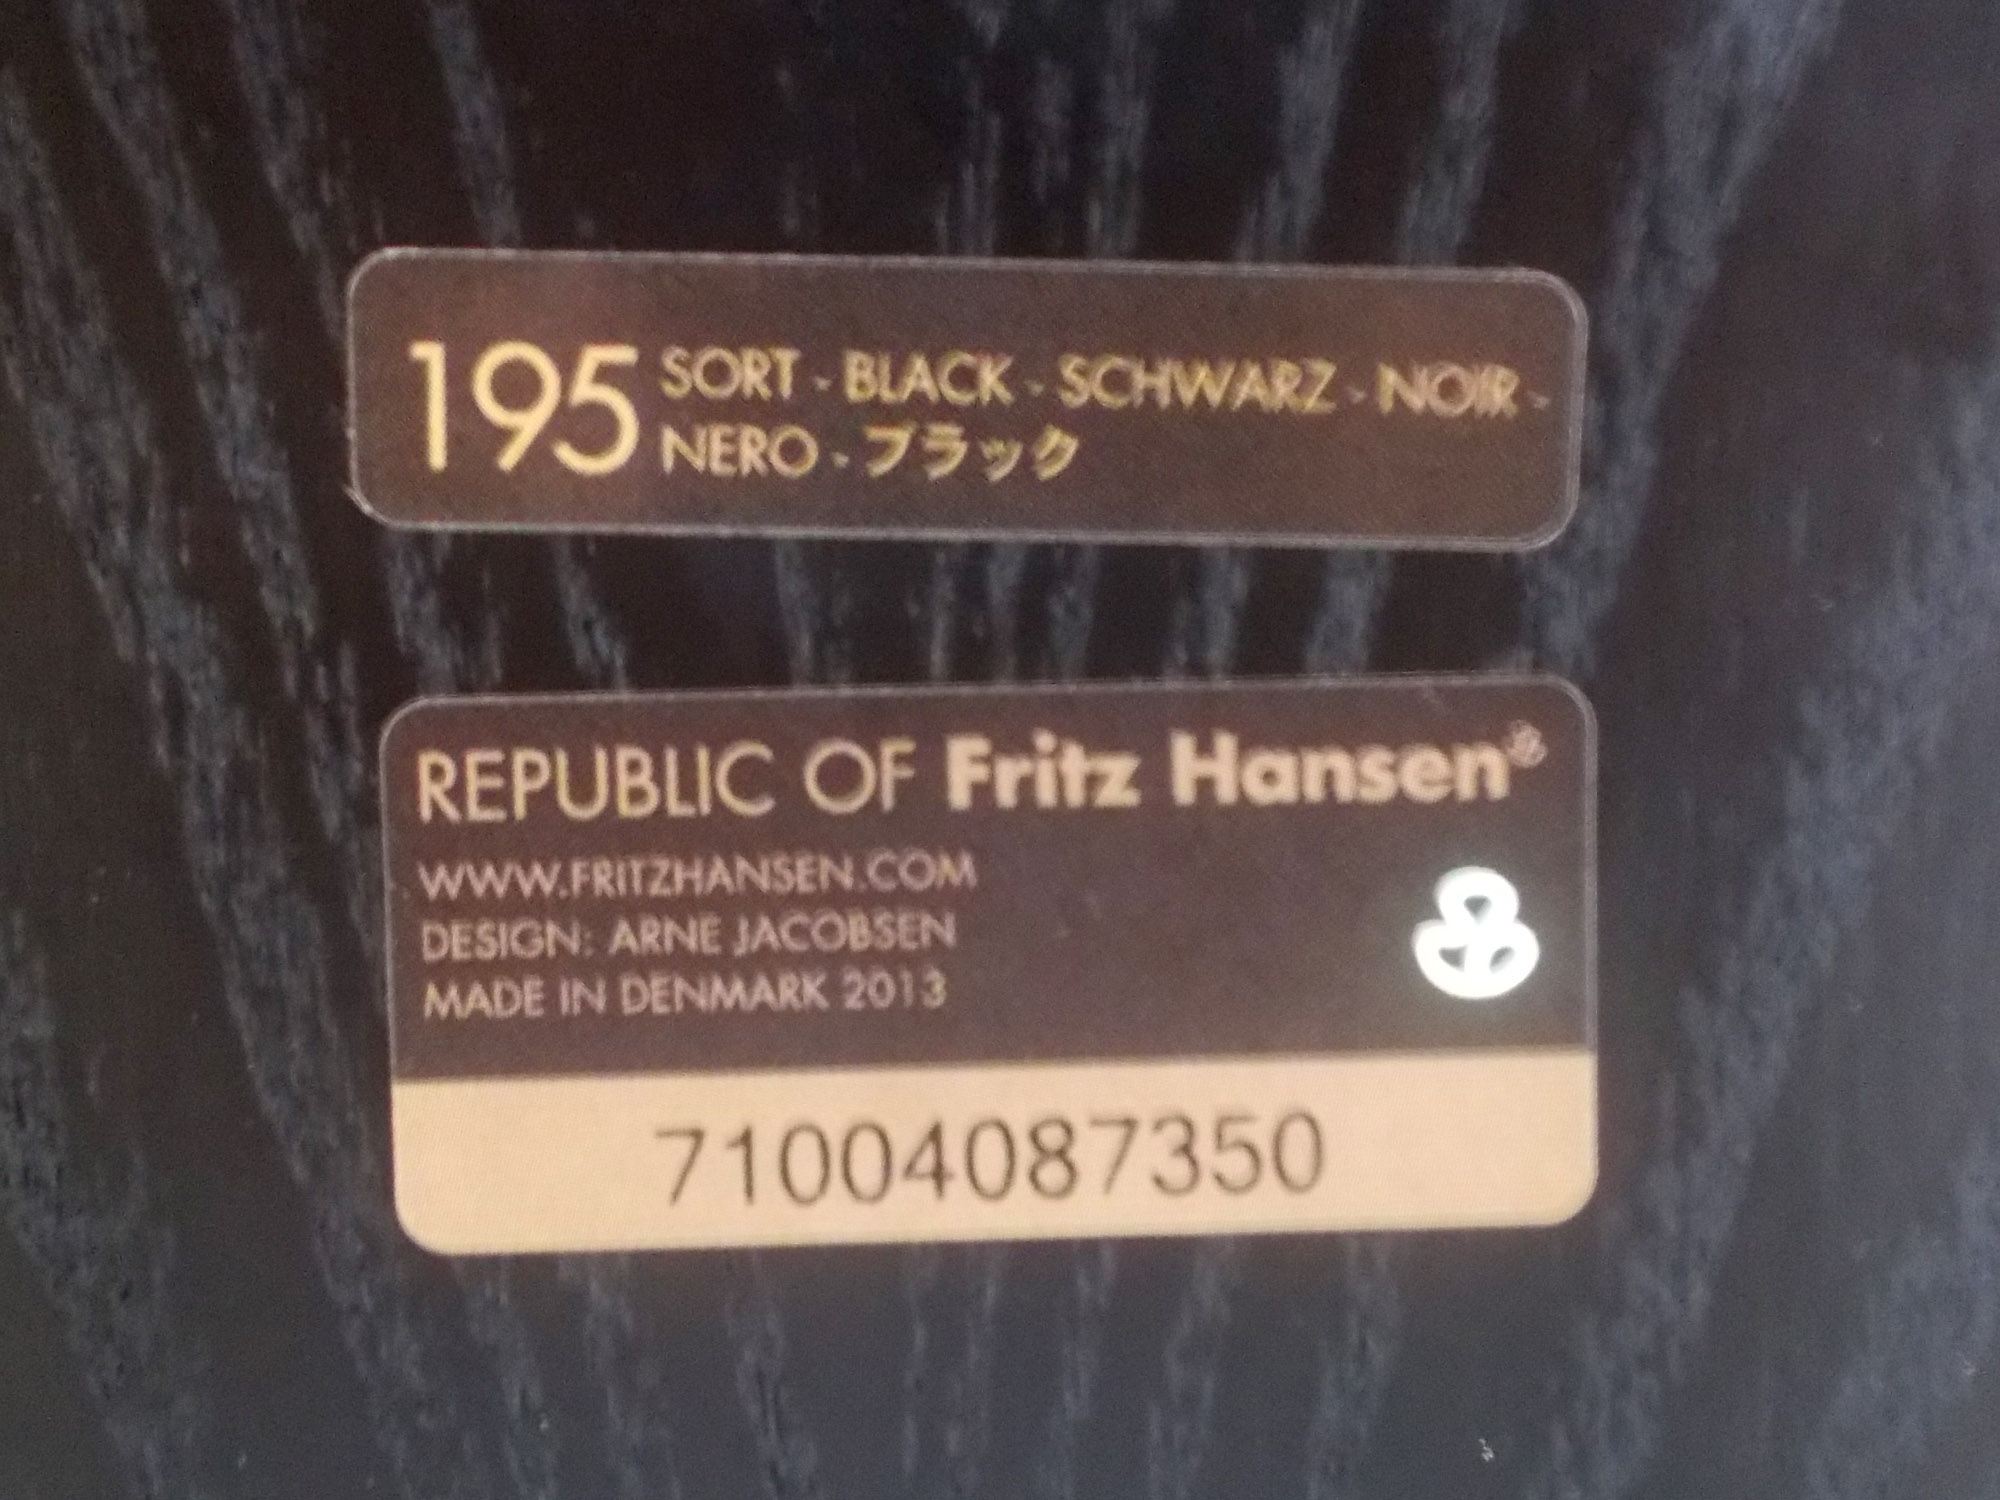 195 SORT - BLACK - SCHWARZ - NOIR -
NERO - ブラック
REPUBLIC OF Fritz Hansen®
WWW.FRITZHANSEN.COM
DESIGN: ARNE JACOBSEN
MADE IN DENMARK 2013
71004087350